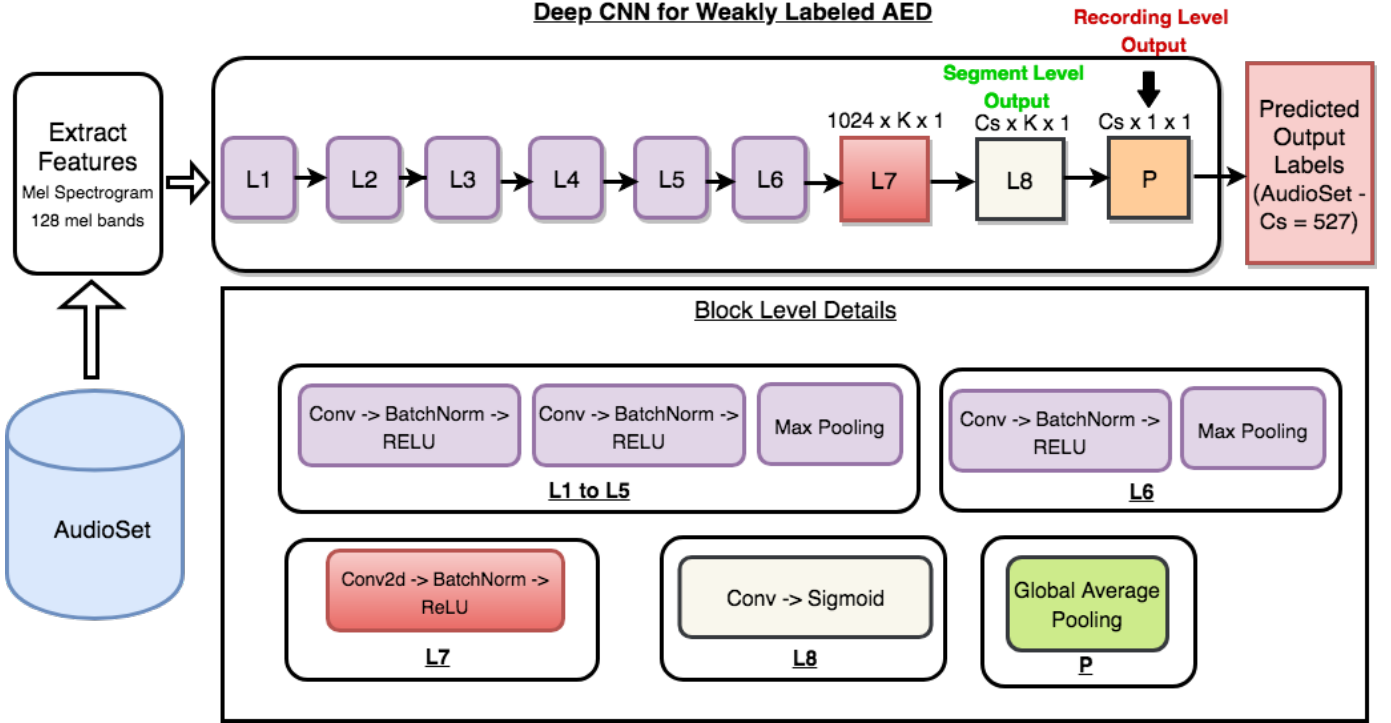 Deep CNN for Weakly Labeled AED
Recording Level
Output
Segment Level
Output
1024 x K x 1
Cs x K x 1
Cs x 1 x 1
Extract
Features
Mel Spectrogram
128 mel bands
L1
L2
L3
L4
L5
L6
L7
L8
P
Predicted
Output
Labels
(AudioSet -
Cs = 527)
AudioSet
Block Level Details
Conv -> BatchNorm ->
RELU
Conv -> BatchNorm ->
RELU
Max Pooling
L1 to L5
Conv -> BatchNorm ->
RELU
Max Pooling
L6
Conv2d -> BatchNorm ->
ReLU
L7
Conv -> Sigmoid
L8
Global Average
Pooling
P